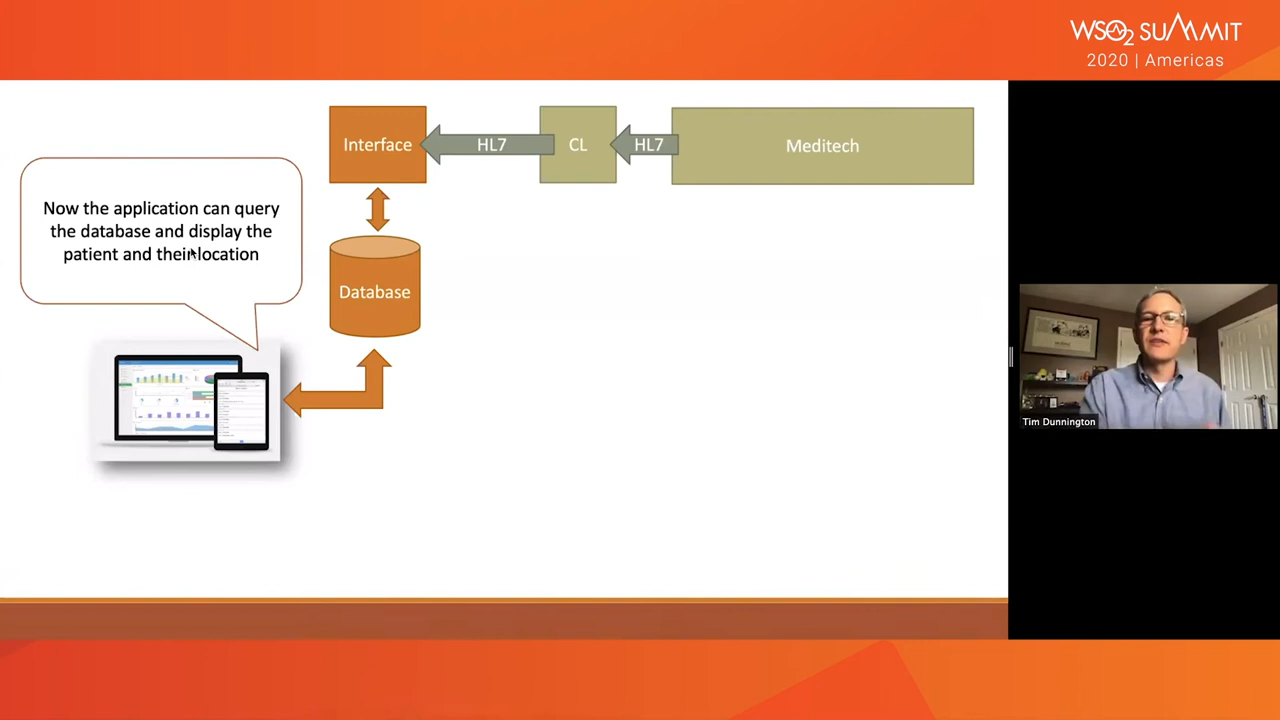 WSO2 SUMMIT
2020 | Americas
Interface
HL7
CL
HL7
Meditech
Now the application can query
the database and display the
patient and their location
Database
Tim Dunnington